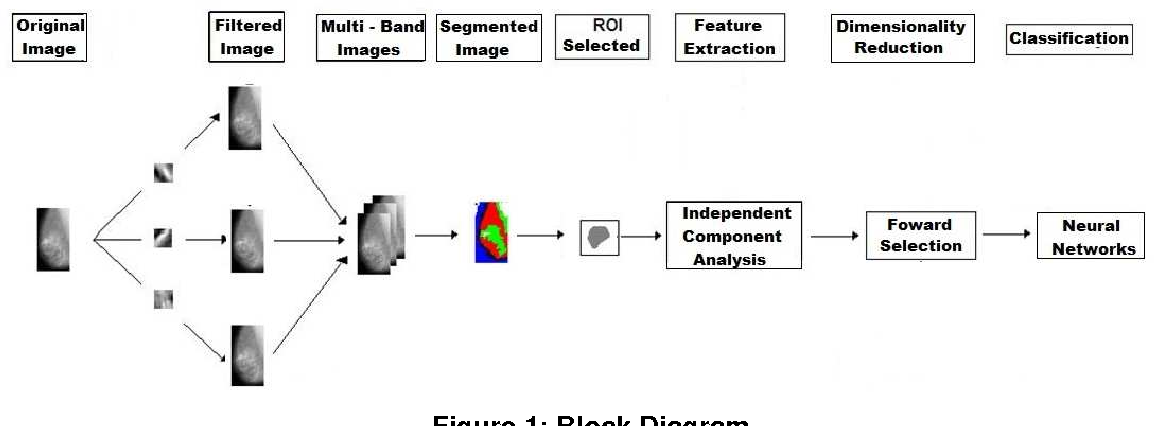 Original
Image
Filtered
Image
Multi - Band
Images
Segmented
Image
ROI
Selected
Feature
Extraction
Dimensionality
Reduction
Classification
Independent
Component
Analysis
Foward
Selection
Neural
Networks
Figure 1: Block Diagram